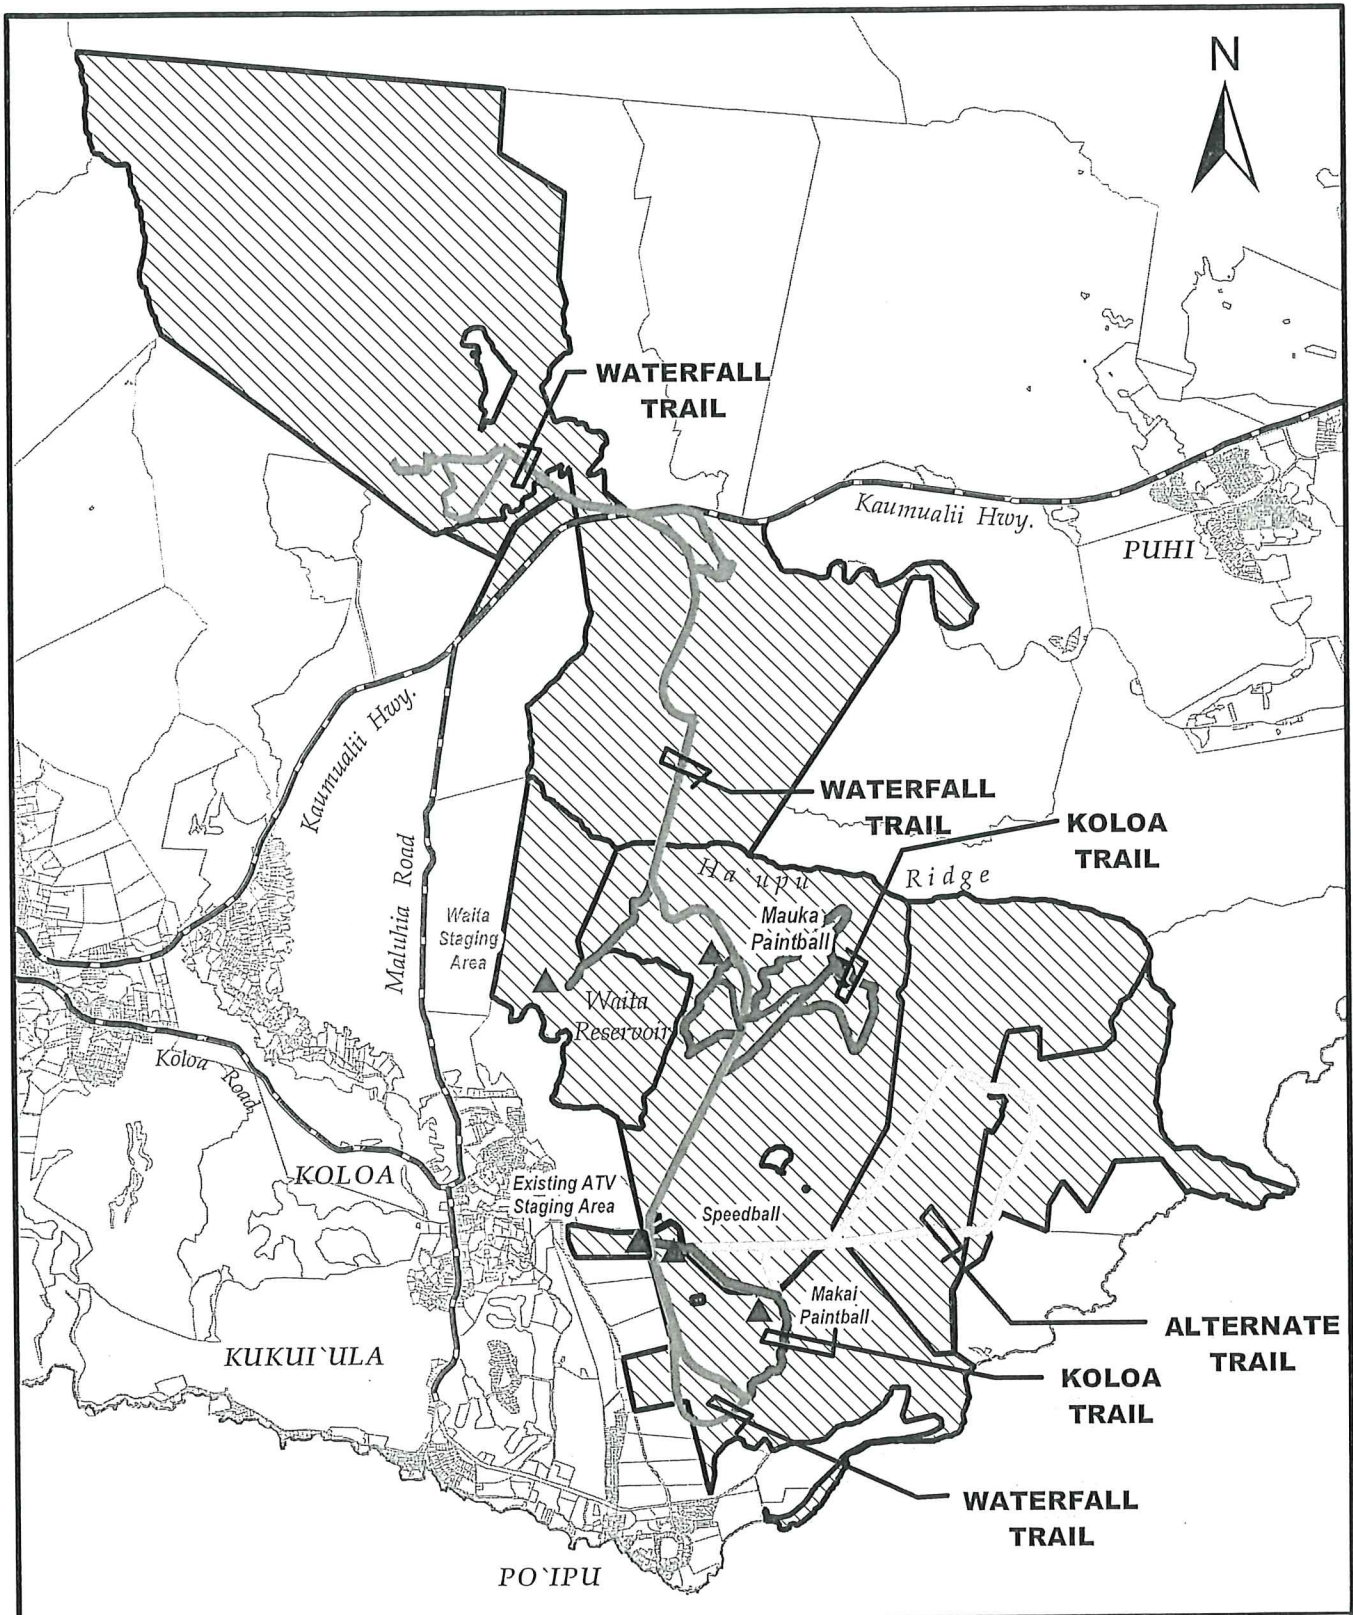 N
WATERFALL
TRAIL
Kaumualii Hwy.
PUHI
Kaumualii Hwy.
WATERFALL
TRAIL
KOLOA
TRAIL
Ha`upu Ridge
Maluhia Road
Waita
Staging
Area
Mauka
Paintball
Waita
Reservoir
Koloa Road
KOLOA
Existing ATV
Staging Area
Speedball
Makai
Paintball
ALTERNATE
TRAIL
KUKUI`ULA
KOLOA
TRAIL
WATERFALL
TRAIL
PO`IPU